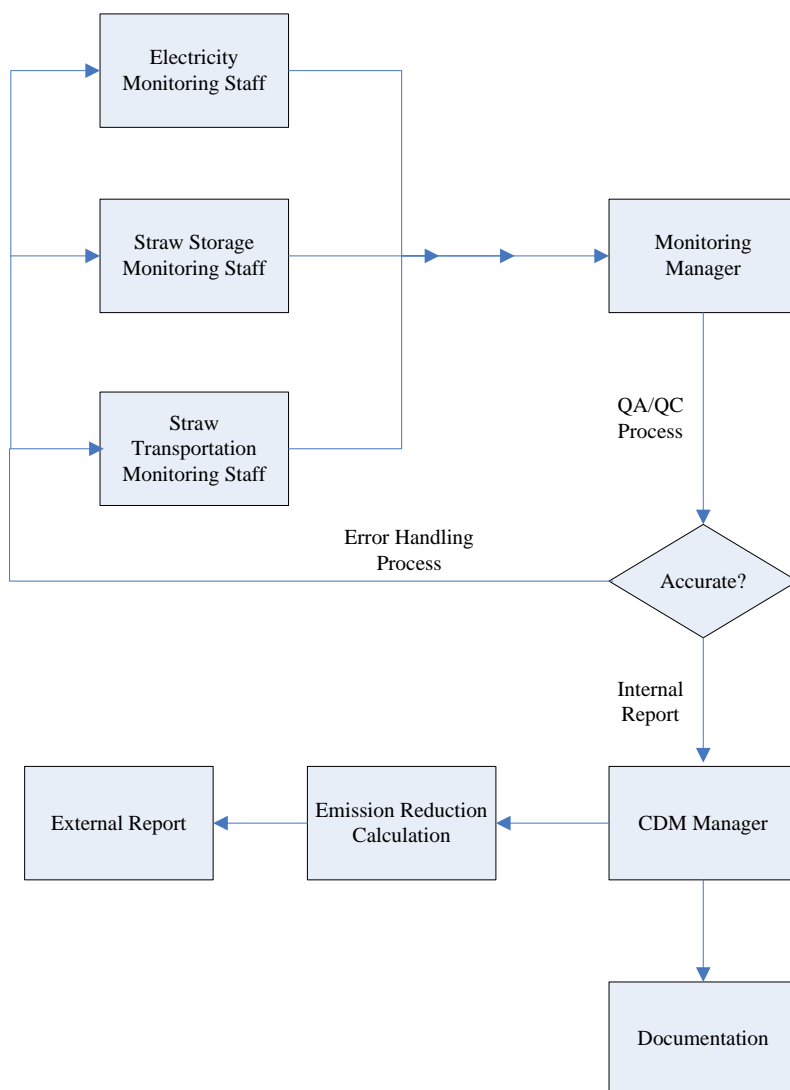 Electricity
Monitoring Staff
Straw Storage
Monitoring Staff
Monitoring
Manager
Straw
Transportation
Monitoring Staff
QA/QC
Process
Error Handling
Process
Accurate?
Internal
Report
External Report
Emission Reduction
Calculation
CDM Manager
Documentation